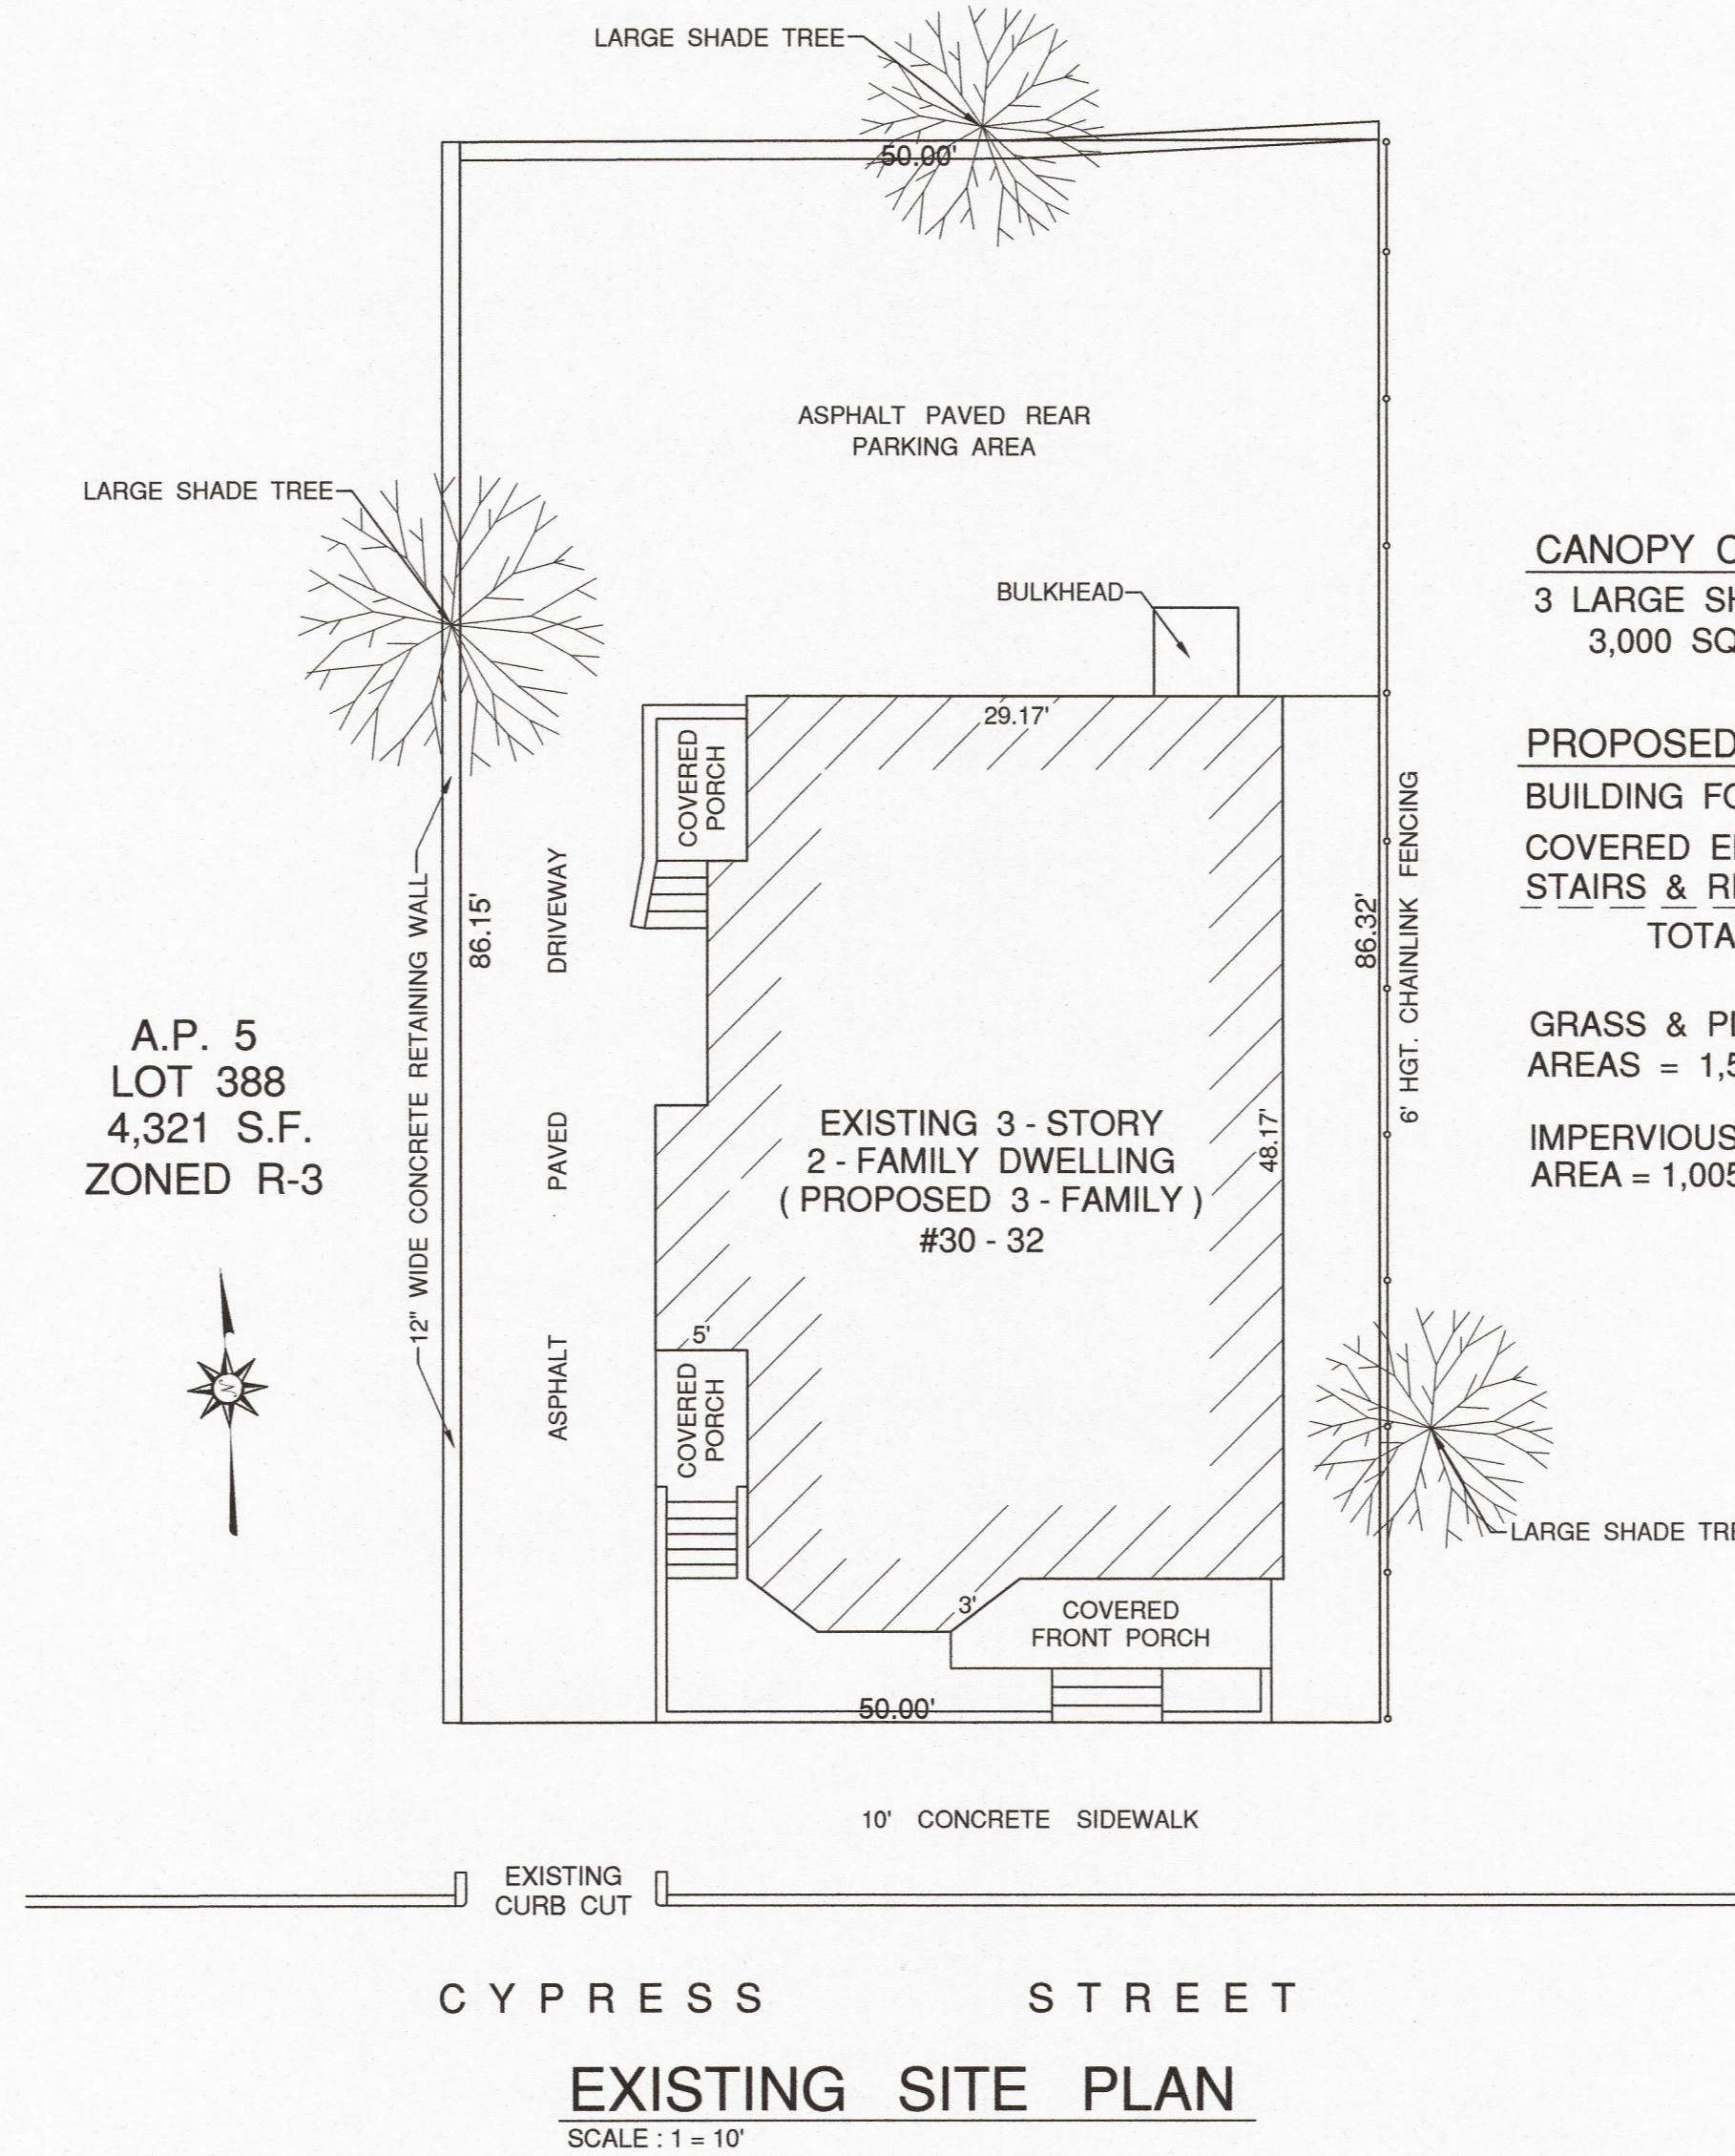 LARGE SHADE TREE
50.00'
ASPHALT PAVED REAR
PARKING AREA
LARGE SHADE TREE
BULKHEAD
29.17'
COVERED
PORCH
12" WIDE CONCRETE RETAINING WALL
86.15'
ASPHALT PAVED DRIVEWAY
86.32'
6' HGT. CHAINLINK FENCING
48.17'
A.P. 5
LOT 388
4,321 S.F.
ZONED R-3
N
EXISTING 3 - STORY
2 - FAMILY DWELLING
( PROPOSED 3 - FAMILY )
#30 - 32
5'
COVERED
PORCH
3'
COVERED
FRONT PORCH
50.00'
LARGE SHADE TRE
CANOPY C
3 LARGE SH
3,000 SQ
PROPOSED
BUILDING FO
COVERED E
STAIRS & R
TOTA
GRASS & P
AREAS = 1,5
IMPERVIOUS
AREA = 1,005
10' CONCRETE SIDEWALK
EXISTING
CURB CUT
CYPRESS STREET
EXISTING SITE PLAN
SCALE : 1 = 10'